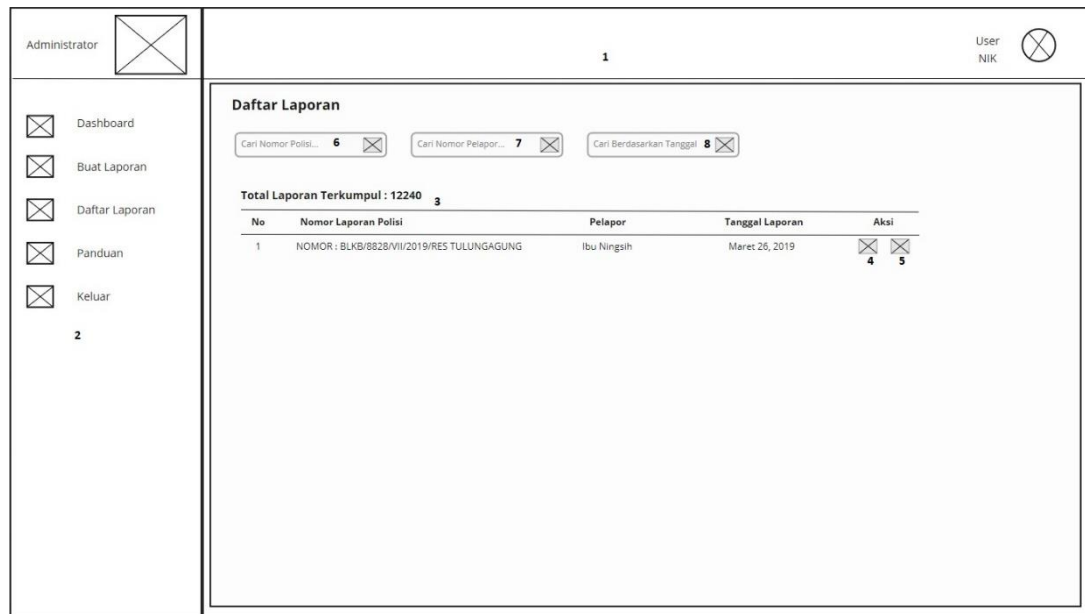 Administrator
1
User
NIK
Dashboard
Buat Laporan
Daftar Laporan
Panduan
Keluar
2
Daftar Laporan
Cari Nomor Polisi... 6
Cari Nomor Pelapor... 7
Cari Berdasarkan Tanggal 8
Total Laporan Terkumpul : 12240 3
No Nomor Laporan Polisi Pelapor Tanggal Laporan Aksi
1 NOMOR : BLKB/8828/VII/2019/RES TULUNGAGUNG Ibu Ningsih Maret 26, 2019
4 5